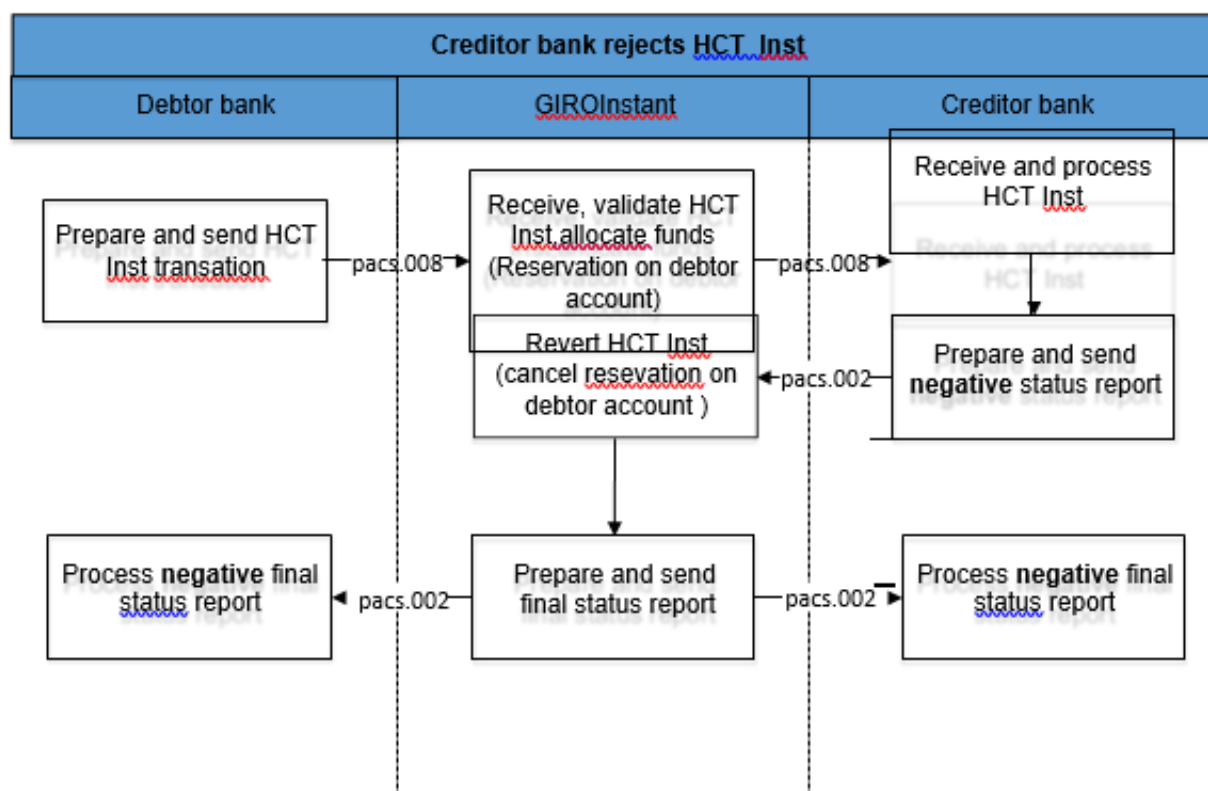 Creditor bank rejects HCT Inst
Debtor bank
GIROInstant
Creditor bank
Prepare and send HCT
Inst transation
pacs.008
Receive, validate HCT
Inst,allocate funds
(Reservation on debtor
account)
pacs.008
Receive and process
HCT Inst
Prepare and send
negative status report
pacs.002
Revert HCT Inst
(cancel resevation on
debtor account )
Process negative final
status report
pacs.002
Prepare and send
final status report
pacs.002
Process negative final
status report